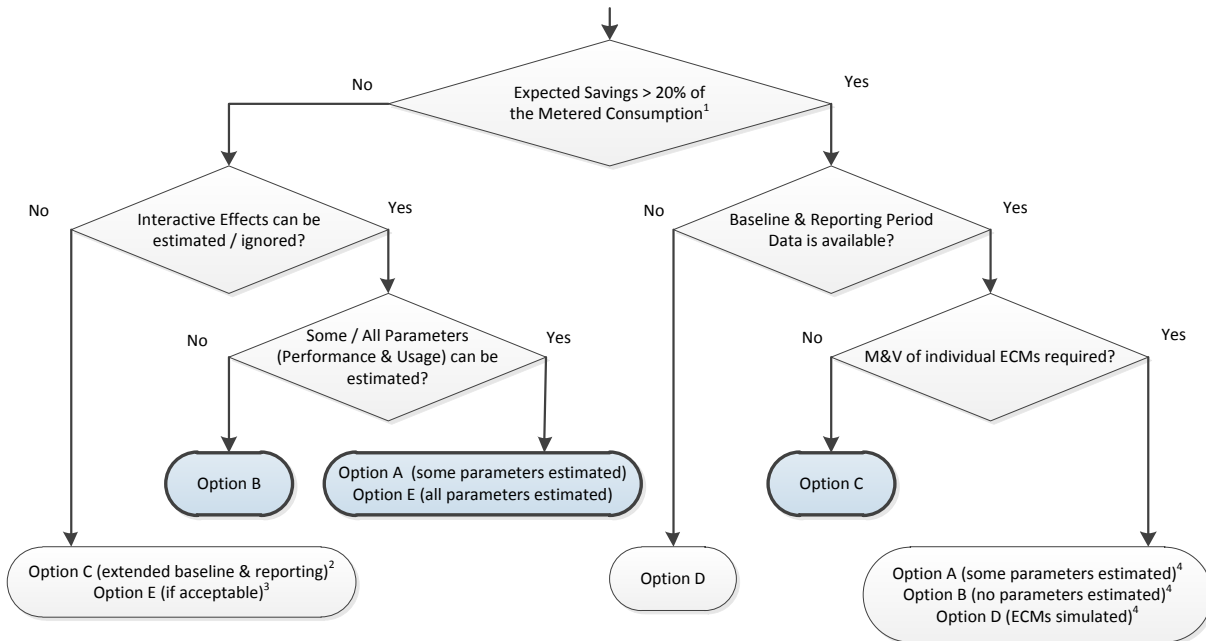 No
Expected Savings > 20% of
the Metered Consumption¹
Yes
No
Interactive Effects can be
estimated / ignored?
Yes
No
Baseline & Reporting Period
Data is available?
Yes
No
Some / All Parameters
(Performance & Usage) can be
estimated?
Yes
No
M&V of individual ECMs required?
Yes
Option B
Option A (some parameters estimated)
Option E (all parameters estimated)
Option C
Option C (extended baseline & reporting)²
Option E (if acceptable)³
Option D
Option A (some parameters estimated)⁴
Option B (no parameters estimated)⁴
Option D (ECMs simulated)⁴